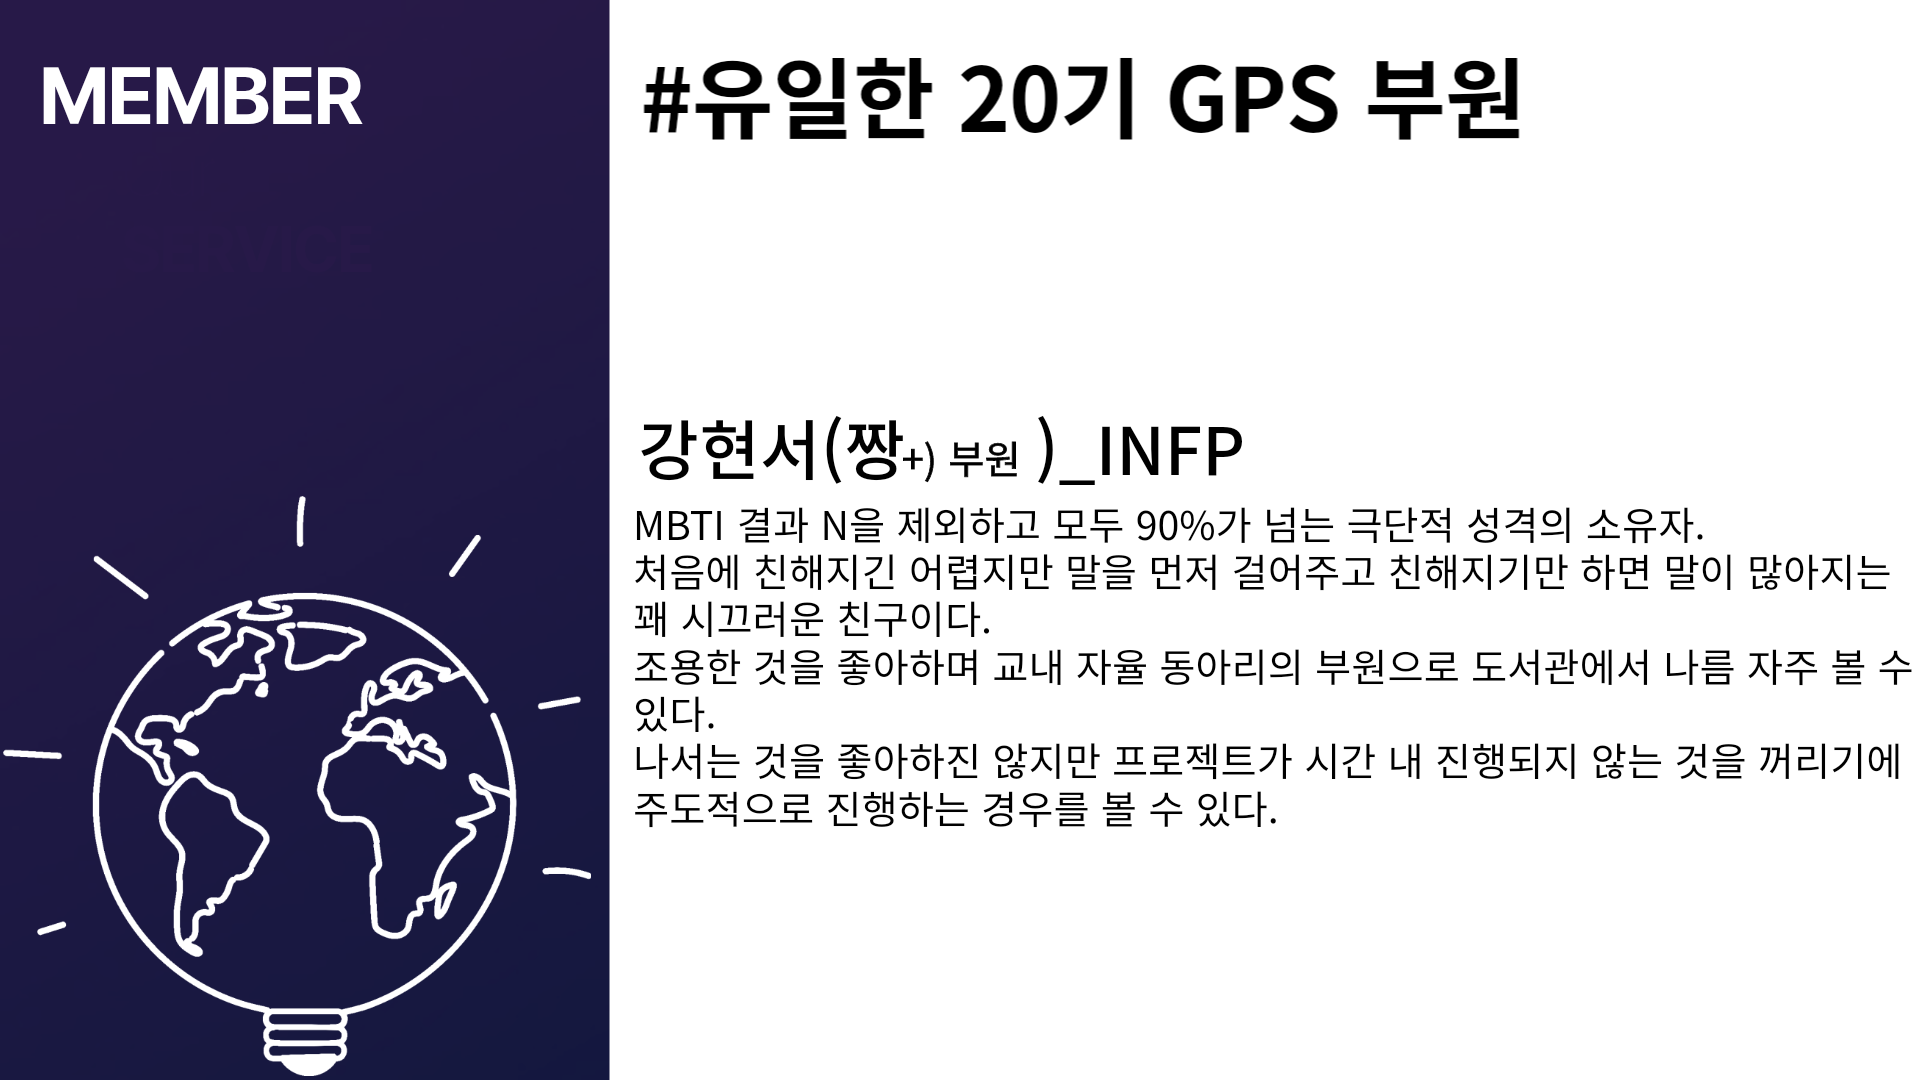 MEMBER
SERVICE
#유일한 20기 GPS 부원
강현서(짱+) 부원 )_INFP
MBTI 결과 N을 제외하고 모두 90%가 넘는 극단적 성격의 소유자.
처음에 친해지긴 어렵지만 말을 먼저 걸어주고 친해지기만 하면 말이 많아지는
꽤 시끄러운 친구이다.
조용한 것을 좋아하며 교내 자율 동아리의 부원으로 도서관에서 나름 자주 볼 수
있다.
나서는 것을 좋아하진 않지만 프로젝트가 시간 내 진행되지 않는 것을 꺼리기에
주도적으로 진행하는 경우를 볼 수 있다.